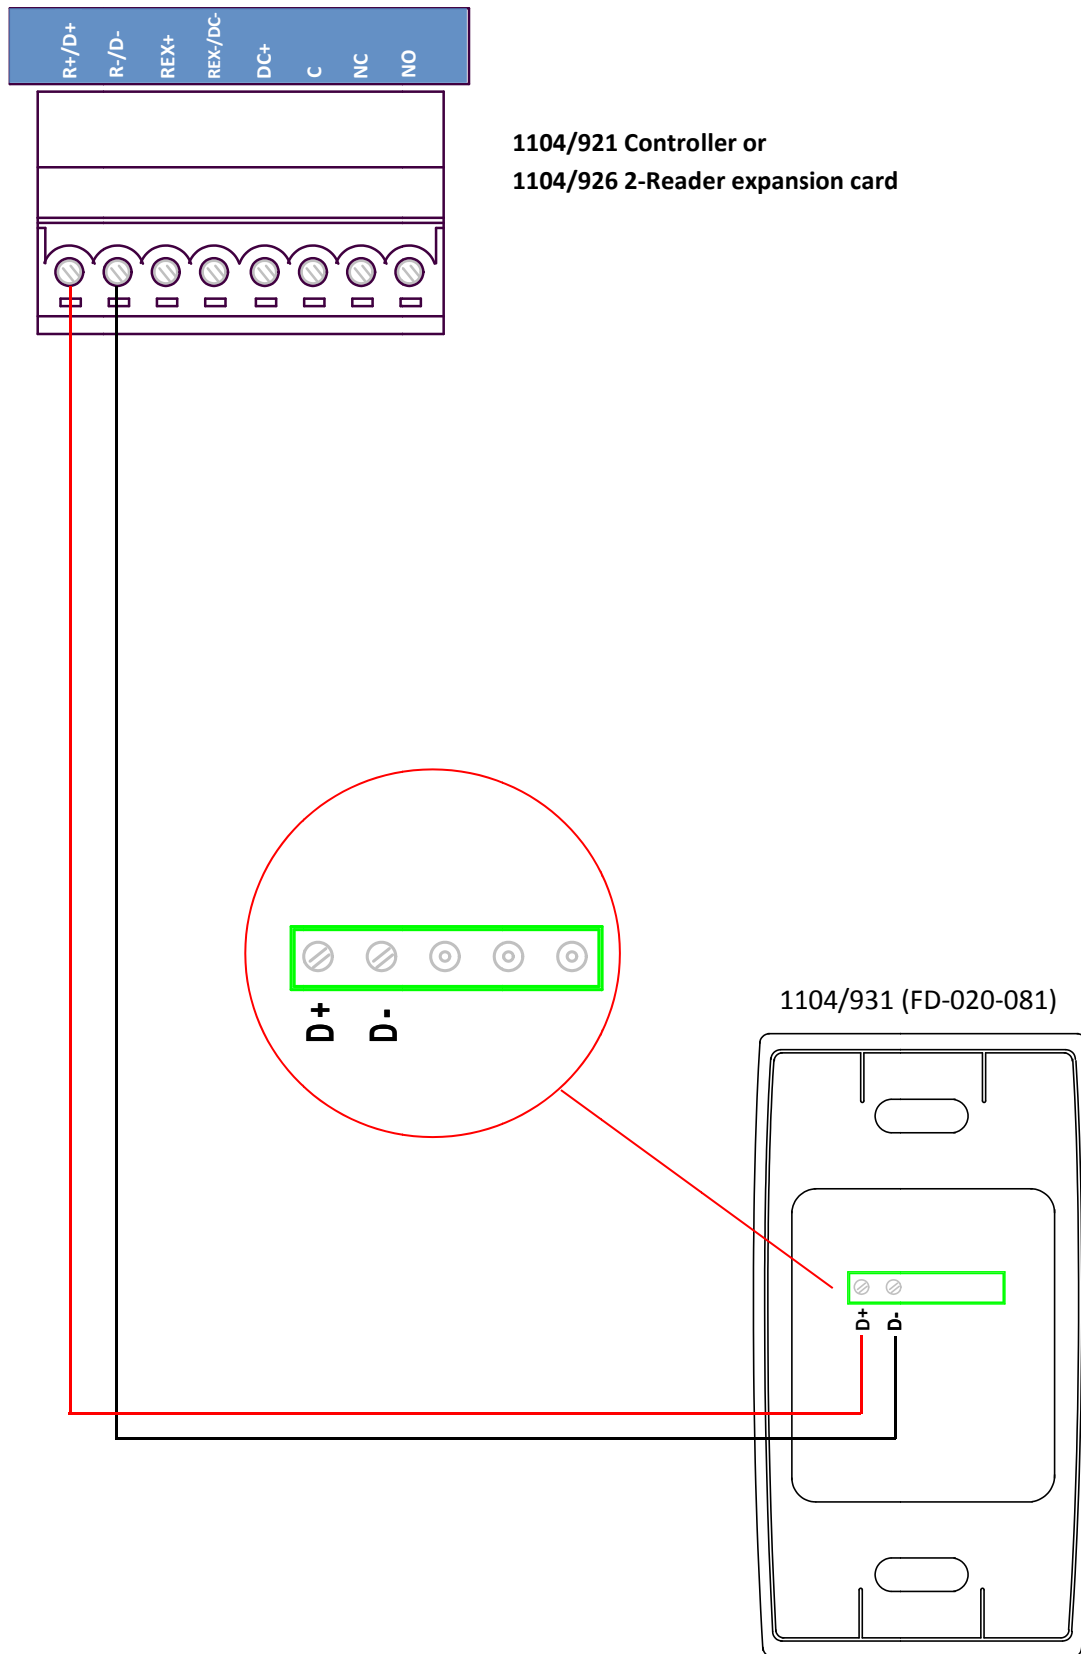 R+/D+
R-/D-
REX+
REX-/DC-
DC+
C
NC
NO
1104/921 Controller or
1104/926 2-Reader expansion card
D+
D-
1104/931 (FD-020-081)
D+
D-